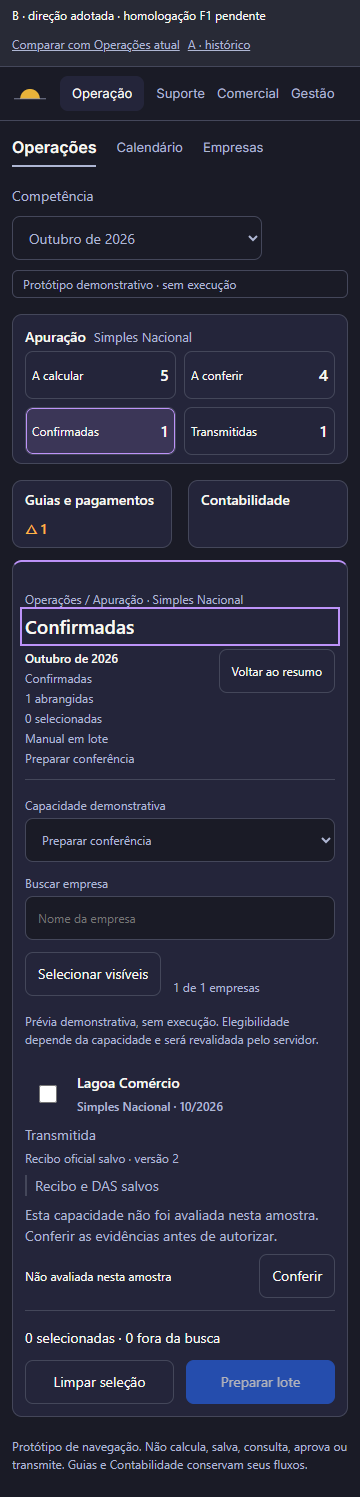 B · direção adotada · homologação F1 pendente
Comparar com Operações atual A · histórico
Operação Suporte Comercial Gestão
Operações Calendário Empresas
Competência
Outubro de 2026
Protótipo demonstrativo · sem execução
Apuração Simples Nacional
A calcular 5 A conferir 4
Confirmadas 1 Transmitidas 1
Guias e pagamentos Contabilidade
△ 1
Operações / Apuração · Simples Nacional
Confirmadas
Outubro de 2026
Voltar ao resumo
Confirmadas
1 abrangidas
0 selecionadas
Manual em lote
Preparar conferência
Capacidade demonstrativa
Preparar conferência
Buscar empresa
Nome da empresa
Selecionar visíveis 1 de 1 empresas
Prévia demonstrativa, sem execução. Elegibilidade
depende da capacidade e será revalidada pelo servidor.
Lagoa Comércio
Simples Nacional · 10/2026
Transmitida
Recibo oficial salvo · versão 2
Recibo e DAS salvos
Esta capacidade não foi avaliada nesta amostra.
Conferir as evidências antes de autorizar.
Não avaliada nesta amostra Conferir
0 selecionadas · 0 fora da busca
Limpar seleção Preparar lote
Protótipo de navegação. Não calcula, salva, consulta, aprova ou
transmite. Guias e Contabilidade conservam seus fluxos.